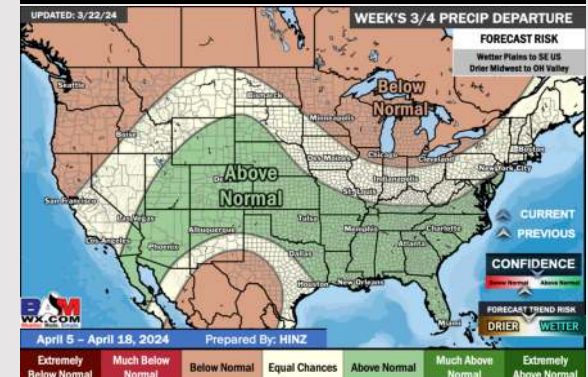 UPDATED: 3/22/24
WEEK'S 3/4 PRECIP DEPARTURE
FORECAST RISK
Wetter Plains to SE US
Drier Midwest to OH Valley
Seattle
Bismarck
Below
Normal
Boise
Minneapolis
Boston
Des Moines
Chicago
Cleveland
New York City
Above
Normal
Indianapolis
St. Louis
San Francisco
Las Vegas
Tulsa
Memphis
Charlotte
CURRENT
PREVIOUS
Los Angeles
Albuquerque
Phoenix
Atlanta
Dallas
CONFIDENCE
Below Normal
Above Normal
Houston
New Orleans
BAM
WX.COM
FORECAST TREND RISK
DRIER
WETTER
Miami
April 5 – April 18, 2024
Prepared By: HINZ
Extremely
Below Normal
Much Below
Normal
Below Normal
Equal Chances
Above Normal
Much Above
Normal
Extremely
Above Normal